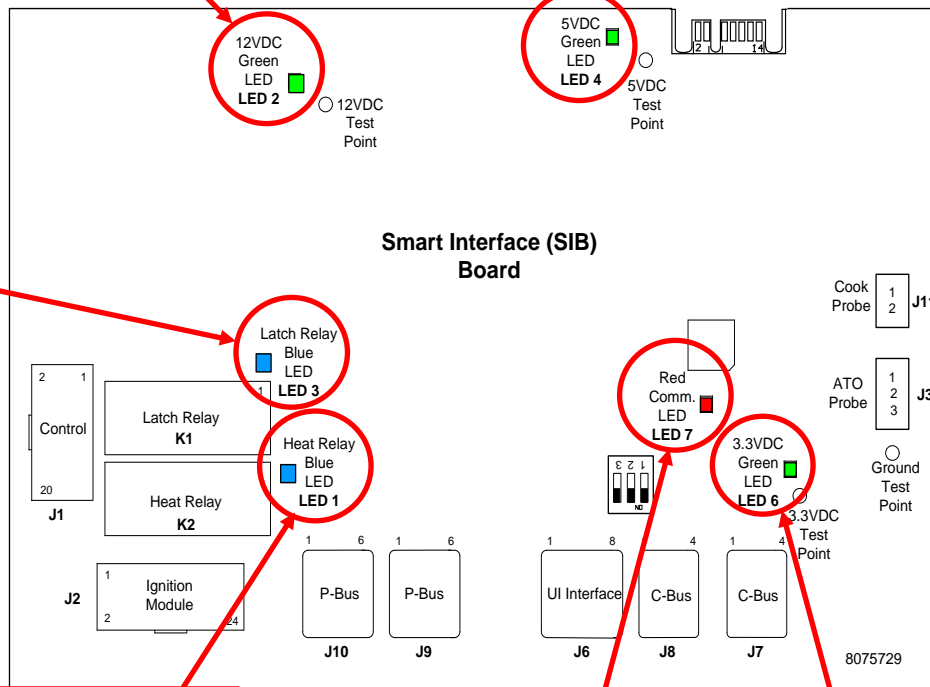 12VDC
Green
LED
LED 2
12VDC
Test
Point
5VDC
Green
LED
LED 4
5VDC
Test
Point
2 14
Smart Interface (SIB)
Board
Cook
Probe
1
2
J11
Latch Relay
Blue
LED
LED 3
Red
Comm.
LED
LED 7
ATO
Probe
1
2
3
J3
2 1
Control
20
J1
1
Latch Relay
K1
Heat Relay
Blue
LED
LED 1
Heat Relay
K2
3 2 1
ON
3.3VDC
Green
LED
LED 6
3.3VDC
Test
Point
Ground
Test
Point
J2
1
2
Ignition
Module
24
1 6
P-Bus
J10
1 6
P-Bus
J9
1 8
UI Interface
J6
4
C-Bus
J8
1 4
C-Bus
J7
8075729